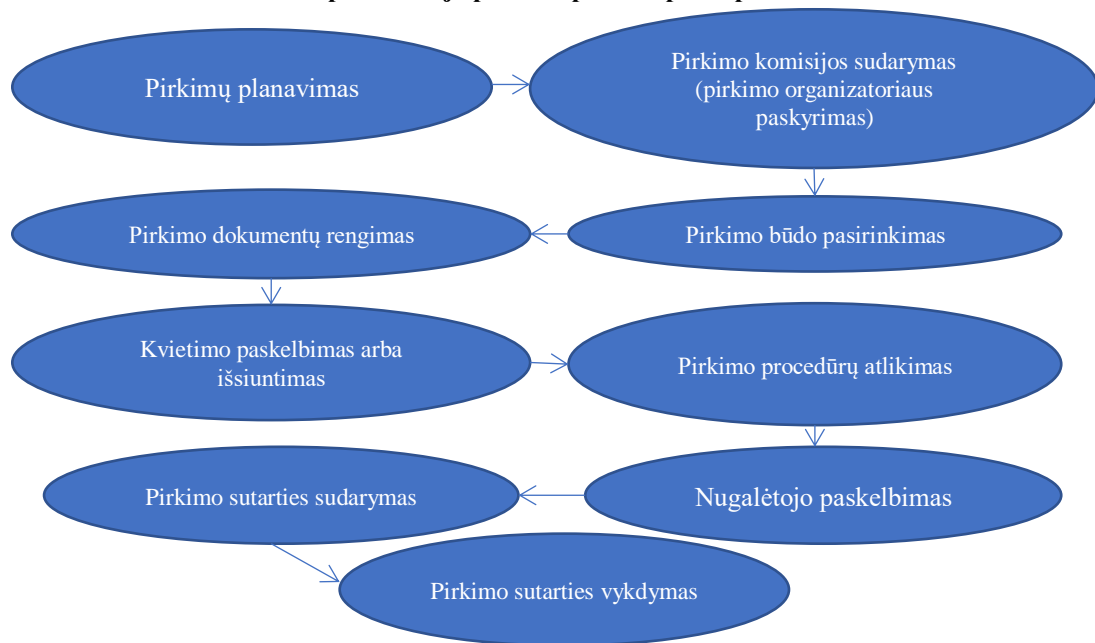 Pirkimų planavimas
Pirkimo komisijos sudarymas
(pirkimo organizatoriaus
paskyrimas)
Pirkimo būdo pasirinkimas
Pirkimo dokumentų rengimas
Kvietimo paskelbimas arba
išsiuntimas
Pirkimo procedūrų atlikimas
Nugalėtojo paskelbimas
Pirkimo sutarties sudarymas
Pirkimo sutarties vykdymas